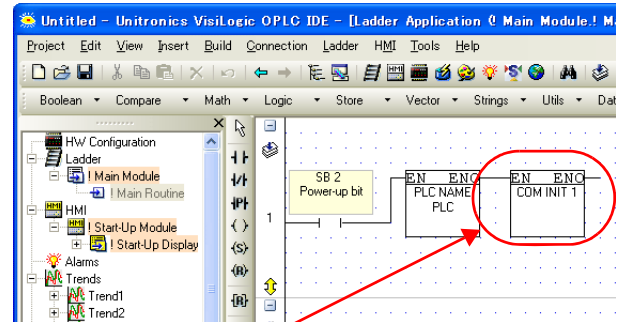 Untitled - Unitronics VisiLogic OPLC IDE - [Ladder Application (! Main Module.! Ma
Project Edit View Insert Build Connection Ladder HMI Tools Help
Boolean Compare Math Logic Store Vector Strings Utils Dat
HW Configuration
Ladder
! Main Module
! Main Routine
HMI
! Start-Up Module
! Start-Up Display
Alarms
Trends
Trend1
Trend2
1
SB 2
Power-up bit
EN ENO
PLC NAME
PLC
EN ENO
COM INIT 1